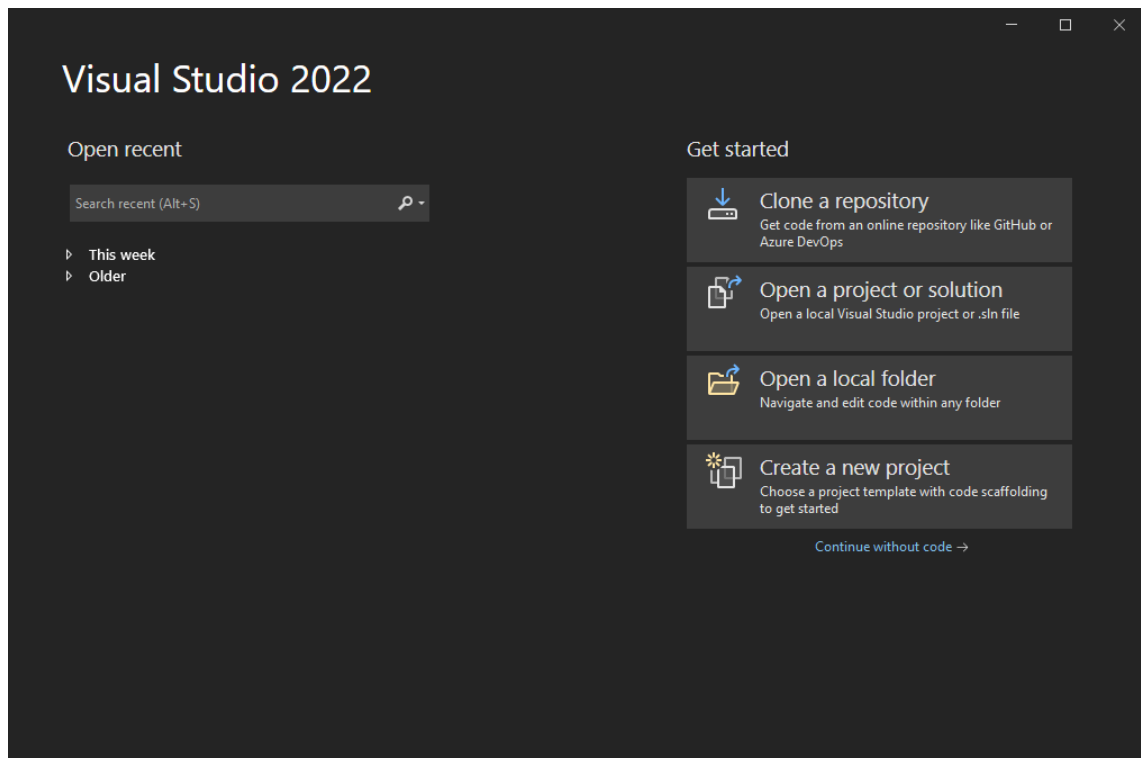 Visual Studio 2022
Open recent
Search recent (Alt+S)
This week
Older
Get started
Clone a repository
Get code from an online repository like GitHub or
Azure DevOps
Open a project or solution
Open a local Visual Studio project or .sln file
Open a local folder
Navigate and edit code within any folder
Create a new project
Choose a project template with code scaffolding
to get started
Continue without code →